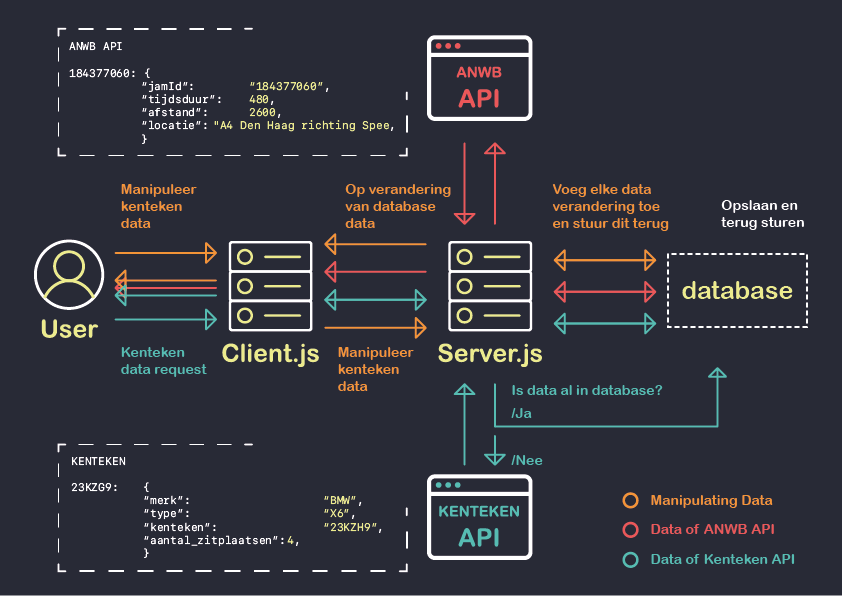 ANWB API
184377060: {
"jamId": "184377060",
"tijdsduur": 480,
"afstand": 2600,
"locatie": "A4 Den Haag richting Spee,
}
ANWB
API
Manipuleer
kenteken
data
Op verandering
van database
data
Voeg elke data
verandering toe
en stuur dit terug
Opslaan en
terug sturen
database
User
Client.js
Server.js
Kenteken
data request
Manipuleer
kenteken
data
Is data al in database?
/Ja
/Nee
KENTEKEN
23KZG9: {
"merk": "BMW",
"type": "X6",
"kenteken": "23KZH9",
"aantal_zitplaatsen":4,
}
KENTEKEN
API
Manipulating Data
Data of ANWB API
Data of Kenteken API